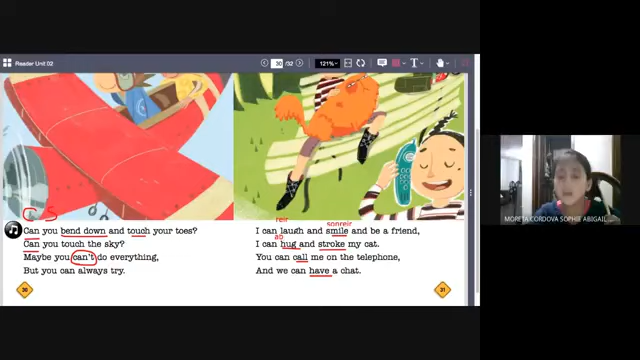 Reader Unit 02
30 /32
121%
C S
Can you bend down and touch your toes?
Can you touch the sky?
Maybe you can't do everything,
But you can always try.
30
reir
sonreir
I can laugh and smile and be a friend,
ab
I can hug and stroke my cat.
You can call me on the telephone,
And we can have a chat.
31
MORETA CORDOVA SOPHIE ABIGAIL